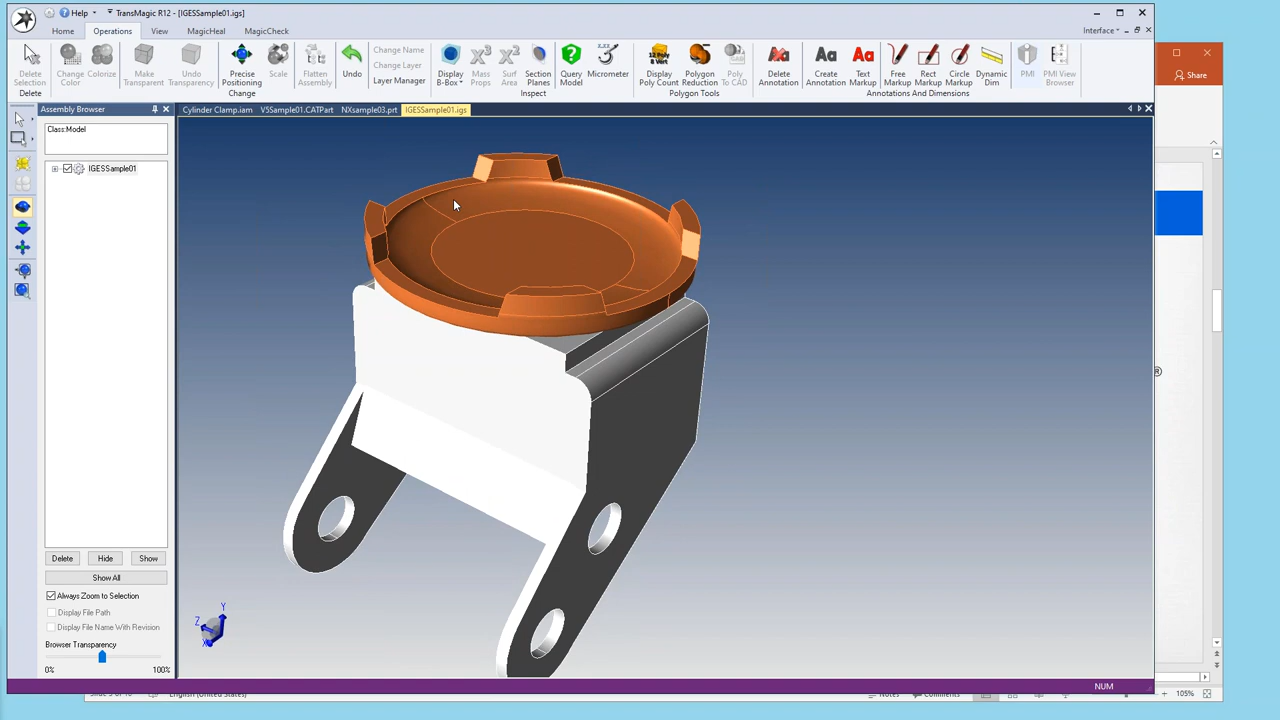 Help
TransMagic R12 - [IGESSample01.igs]
Home
Operations
View
MagicHeal
MagicCheck
Interface
Delete Selection
Change Color
Colorize
Make Transparent
Undo Transparency
Precise Positioning
Scale
Flatten Assembly
Undo
Change Name
Change Layer
Layer Manager
Display B-Box
Mass Props
Surf Area
Section Planes
Query Model
Micrometer
Display Poly Count
Polygon Reduction
Poly To CAD
Delete Annotation
Create Annotation
Text Markup
Free Markup
Rect Markup
Circle Markup
Dynamic Dim
PMI
PMI View Browser
Share
Delete
Change
Inspect
Polygon Tools
Annotations And Dimensions
Assembly Browser
Cylinder Clamp.iam
V5Sample01.CATPart
NXsample03.prt
IGESSample01.igs
Class:Model
IGESSample01
Delete
Hide
Show
Show All
Always Zoom to Selection
Display File Path
Display File Name With Revision
Browser Transparency
0%
100%
Y
Z
X
NUM
English (United States)
Notes
Comments
105%